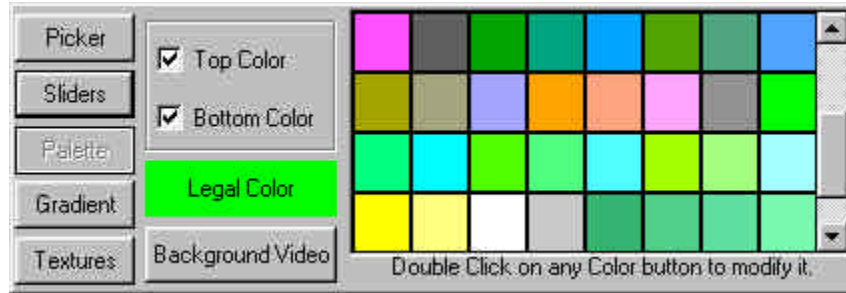 Picker
Sliders
Palette
Gradient
Textures
Top Color
Bottom Color
Legal Color
Background Video
Double Click on any Color button to modify it.